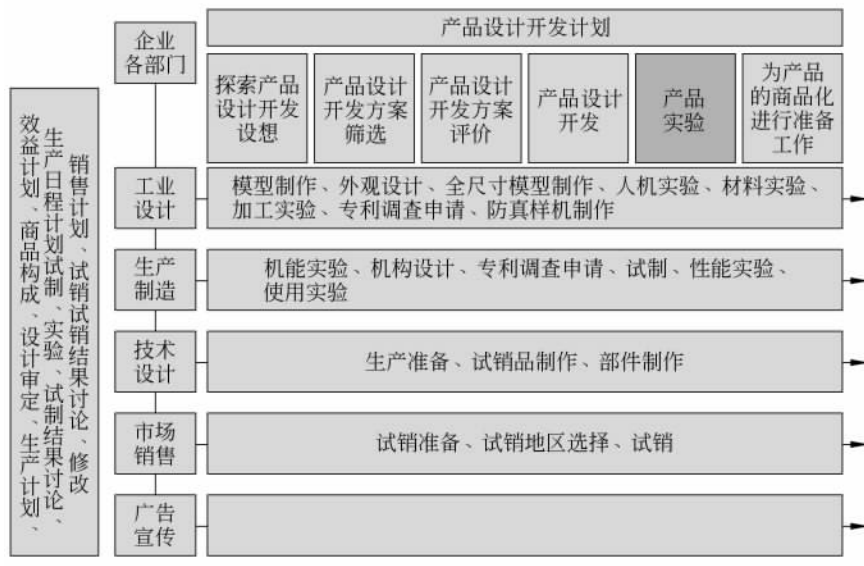 企业
各部门
产品设计开发计划
探索产品
设计开发
设想
产品设计
开发方案
筛选
产品设计
开发方案
评价
产品设计
开发
产品
实验
为产品
的商品化
进行准备
工作
效益计划、商品构成、设计审定、生产计划、
生产日程计划试制、实验、试制结果讨论、
销售计划、试销试销结果讨论、修改
工业
设计
模型制作、外观设计、全尺寸模型制作、人机实验、材料实验、
加工实验、专利调查申请、防真样机制作
生产
制造
机能实验、机构设计、专利调查申请、试制、性能实验、
使用实验
技术
设计
生产准备、试销品制作、部件制作
市场
销售
试销准备、试销地区选择、试销
广告
宣传